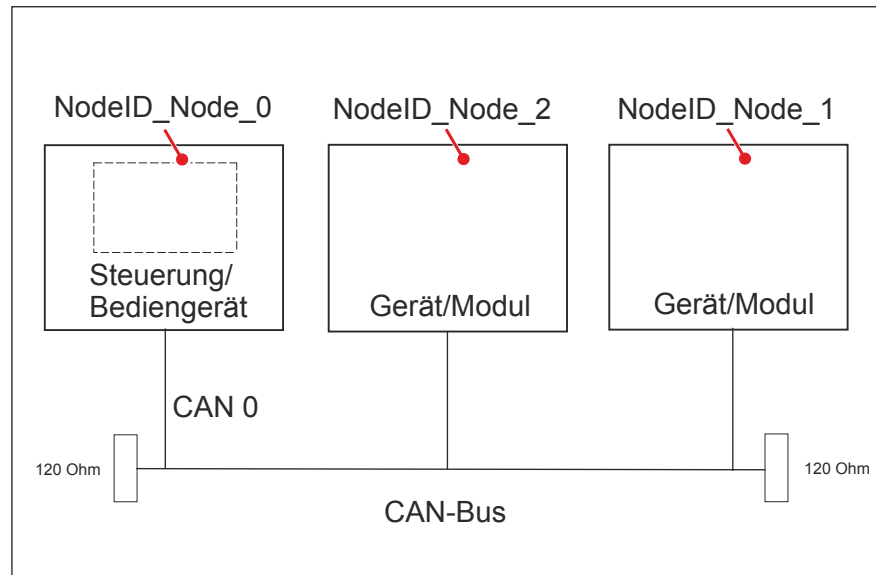 NodeID_Node_0
NodeID_Node_2
NodeID_Node_1
Steuerung/
Bediengerät
Gerät/Modul
Gerät/Modul
CAN 0
120 Ohm
120 Ohm
CAN-Bus